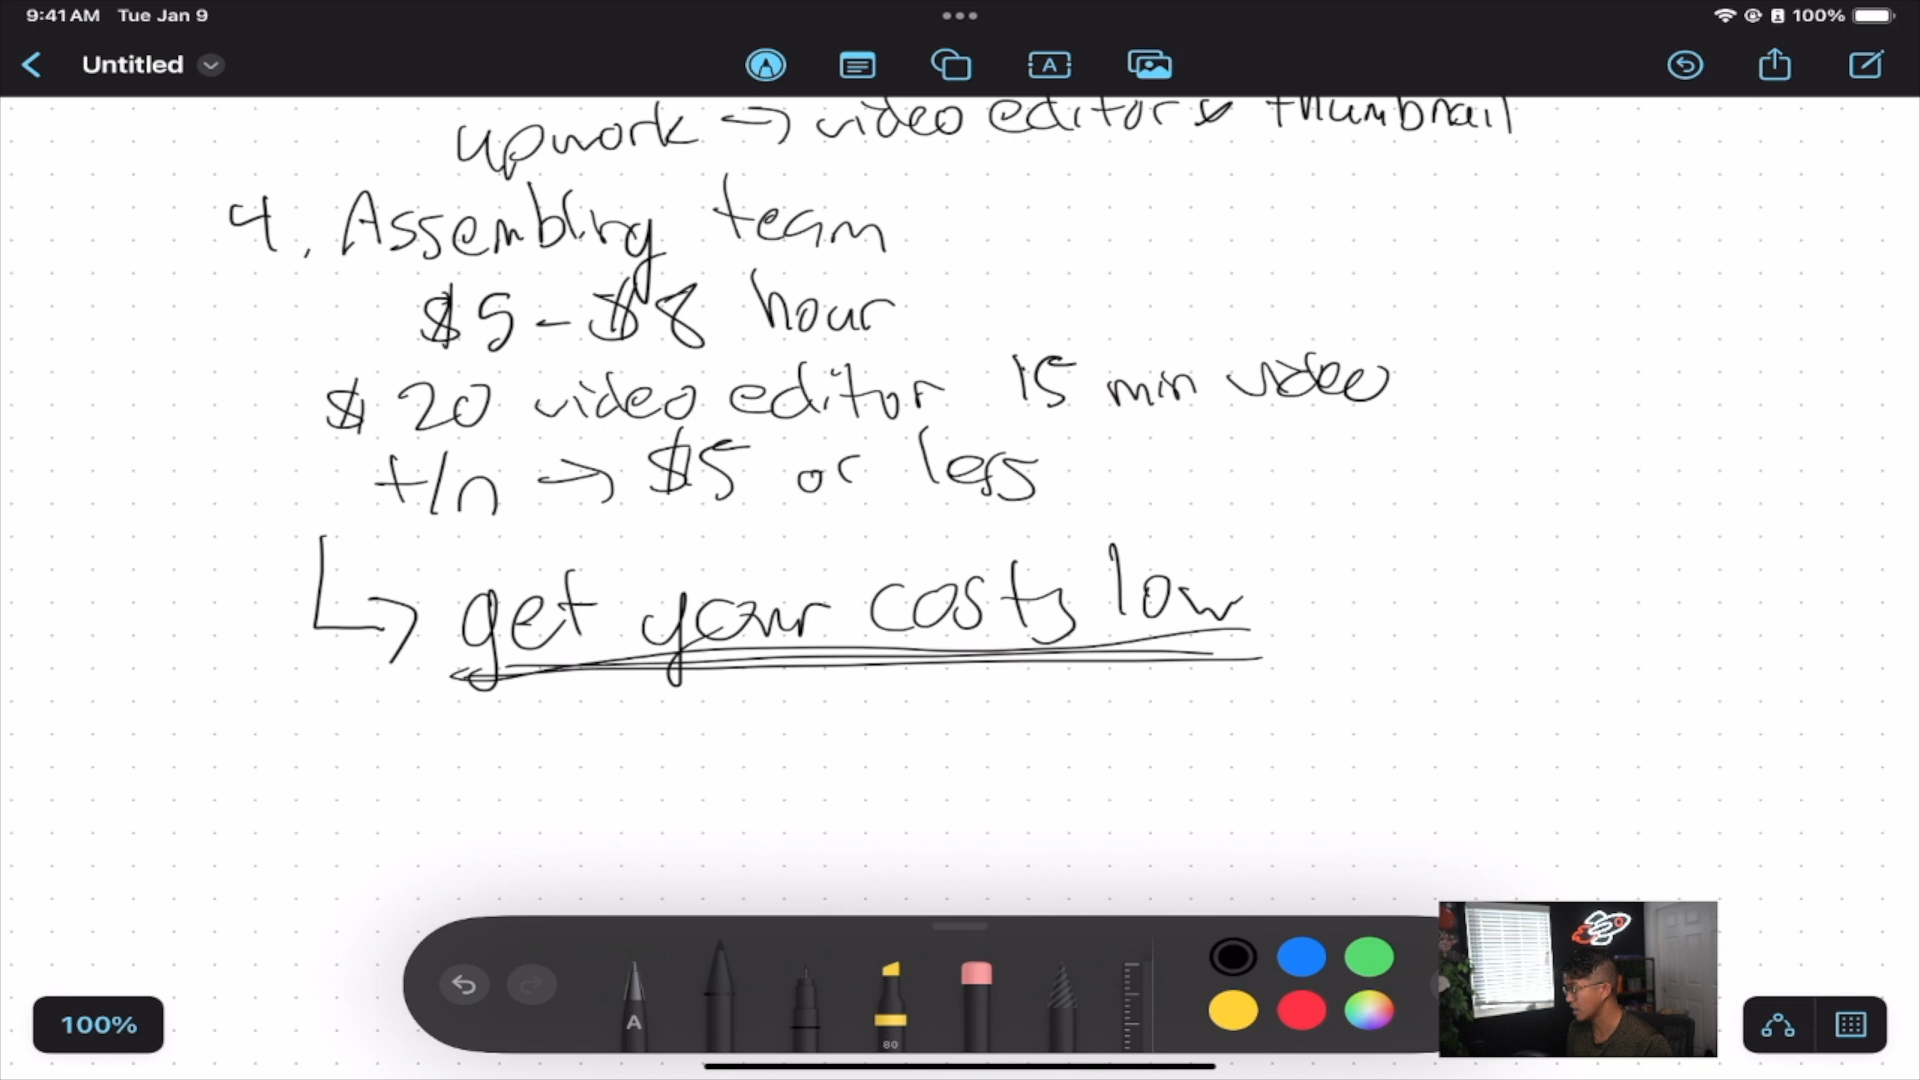 9:41 AM Tue Jan 9
100%
Untitled
A
upwork → video editor & thumbnail
4. Assembling team
$5 - $8 hour
$20 video editor 15 min video
t/n → $5 or less
↳ get your costs low
A
80
100%